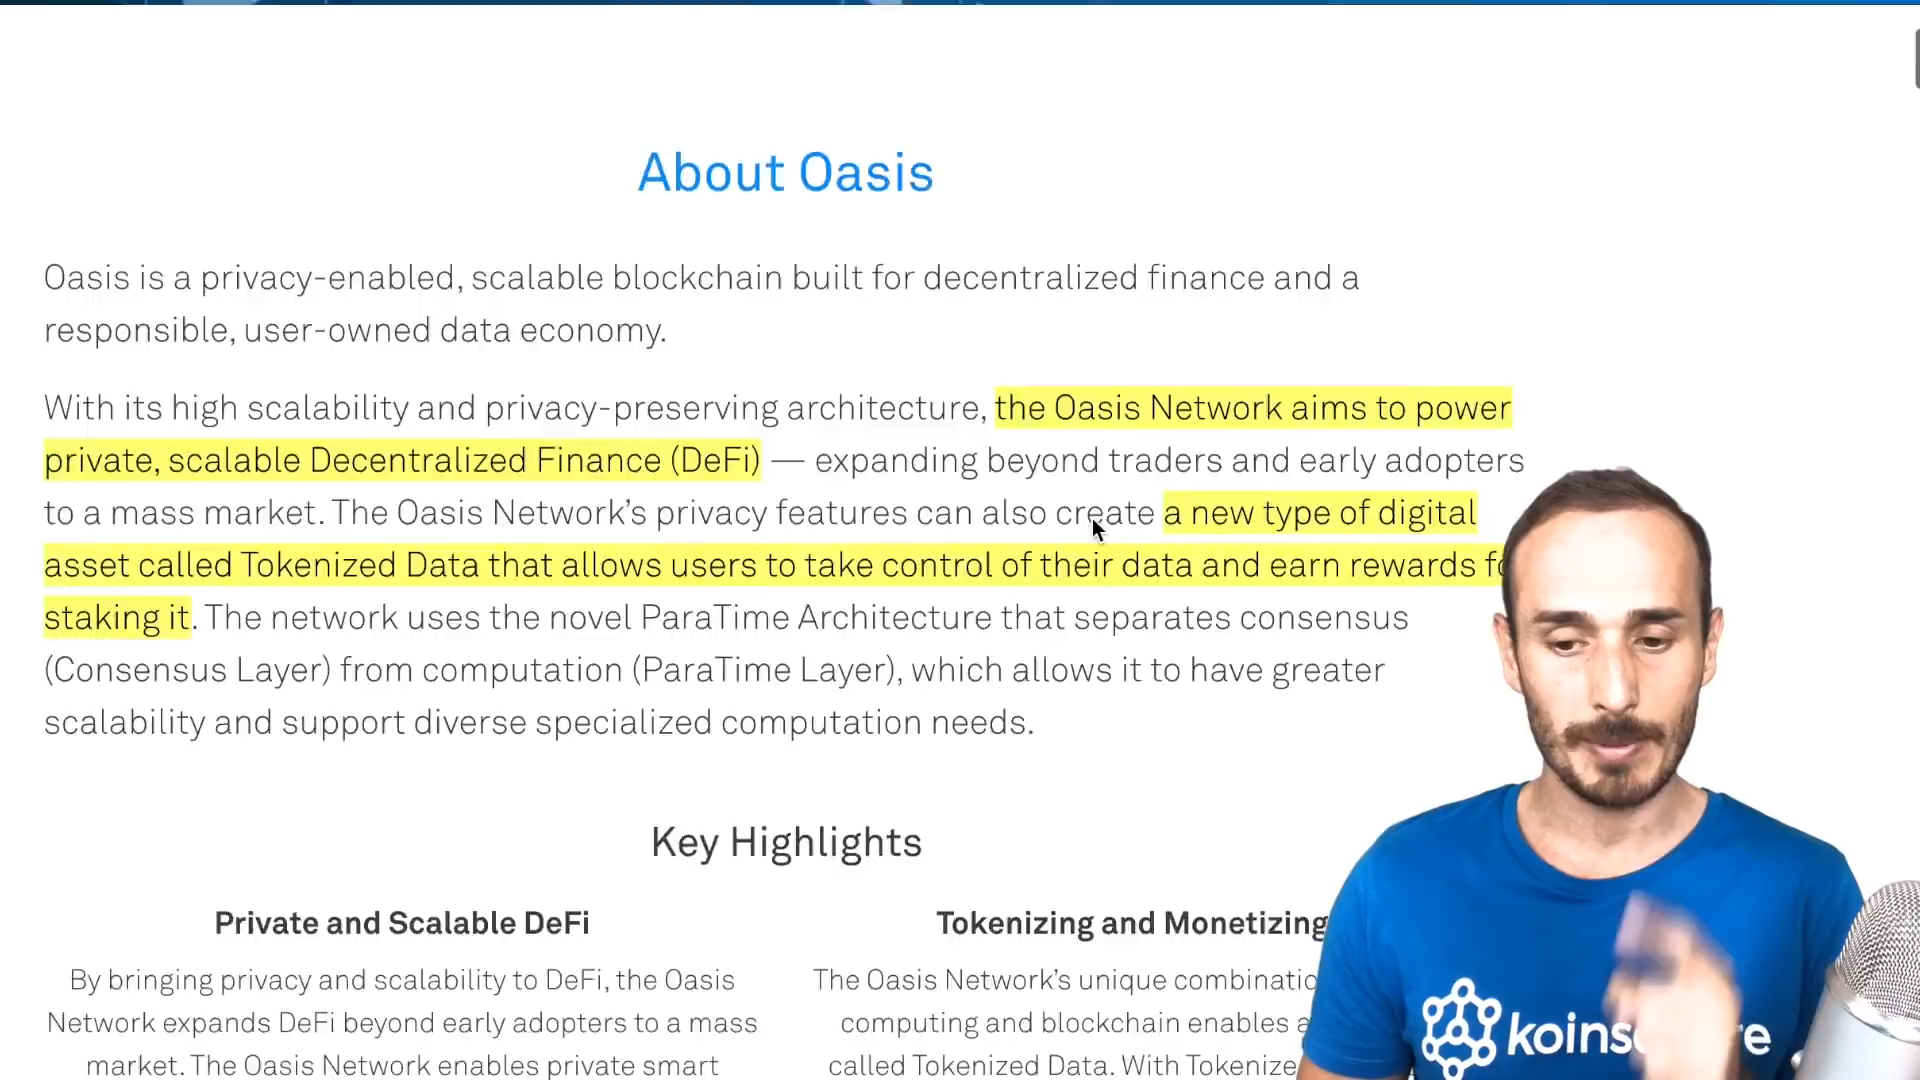 About Oasis
Oasis is a privacy-enabled, scalable blockchain built for decentralized finance and a
responsible, user-owned data economy.
With its high scalability and privacy-preserving architecture, the Oasis Network aims to power
private, scalable Decentralized Finance (DeFi) — expanding beyond traders and early adopters
to a mass market. The Oasis Network’s privacy features can also create a new type of digital
asset called Tokenized Data that allows users to take control of their data and earn rewards
staking it. The network uses the novel ParaTime Architecture that separates consensus
(Consensus Layer) from computation (ParaTime Layer), which allows it to have greater
scalability and support diverse specialized computation needs.
Key Highlights
Private and Scalable DeFi
By bringing privacy and scalability to DeFi, the Oasis
Network expands DeFi beyond early adopters to a mass
market. The Oasis Network enables private smart
Tokenizing and Monetizing
The Oasis Network’s unique
computing and blockchain enables
called Tokenized Data. With